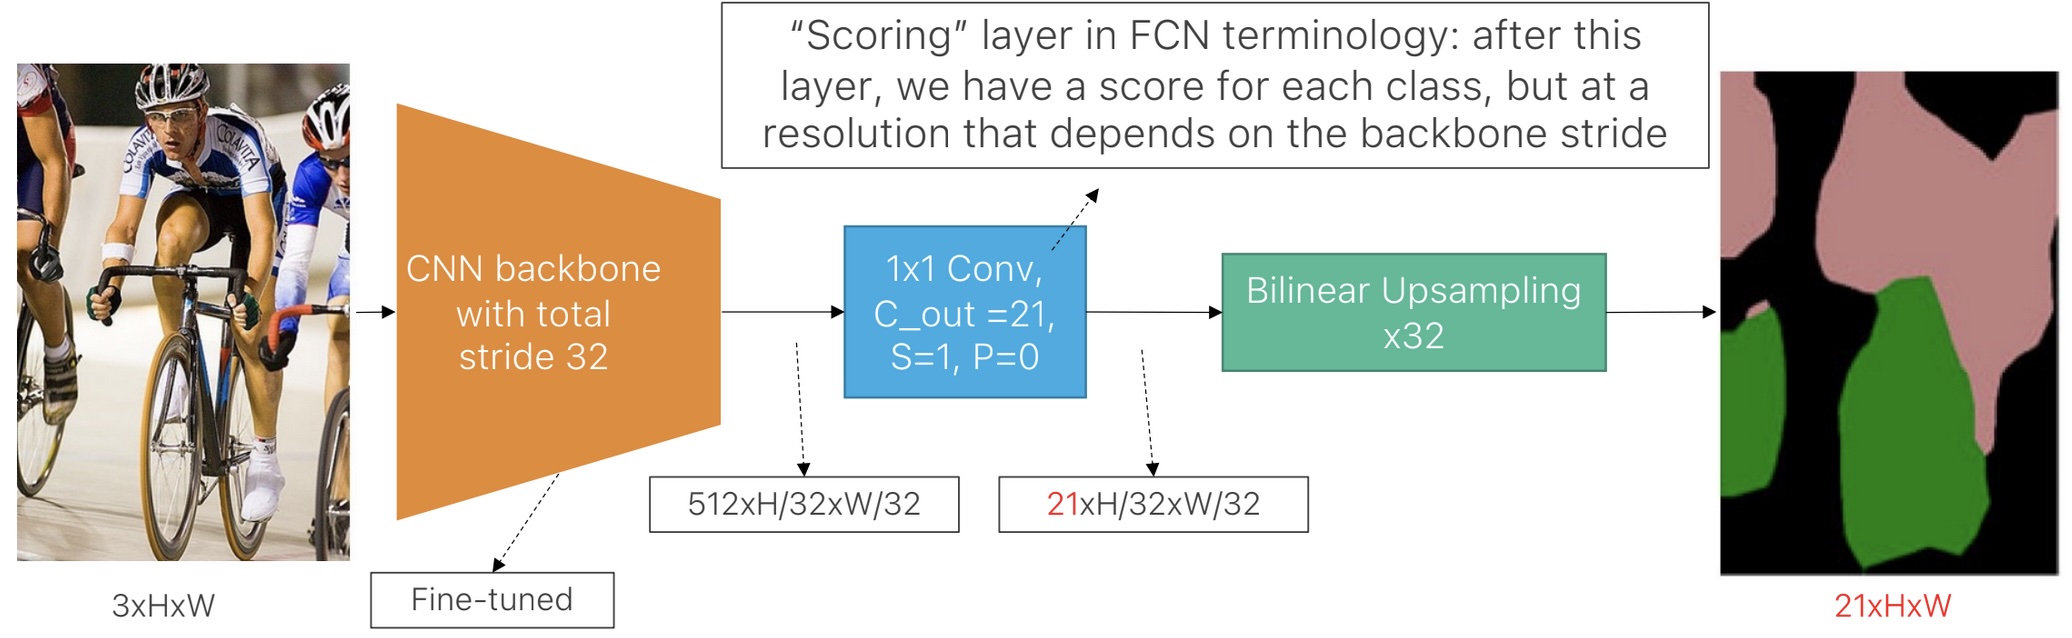 “Scoring” layer in FCN terminology: after this
layer, we have a score for each class, but at a
resolution that depends on the backbone stride
COLAVITA
COLAVITA
CNN backbone
with total
stride 32
1x1 Conv,
C_out =21,
S=1, P=0
Bilinear Upsampling
x32
512xH/32xW/32
21xH/32xW/32
Fine-tuned
3xHxW
21xHxW